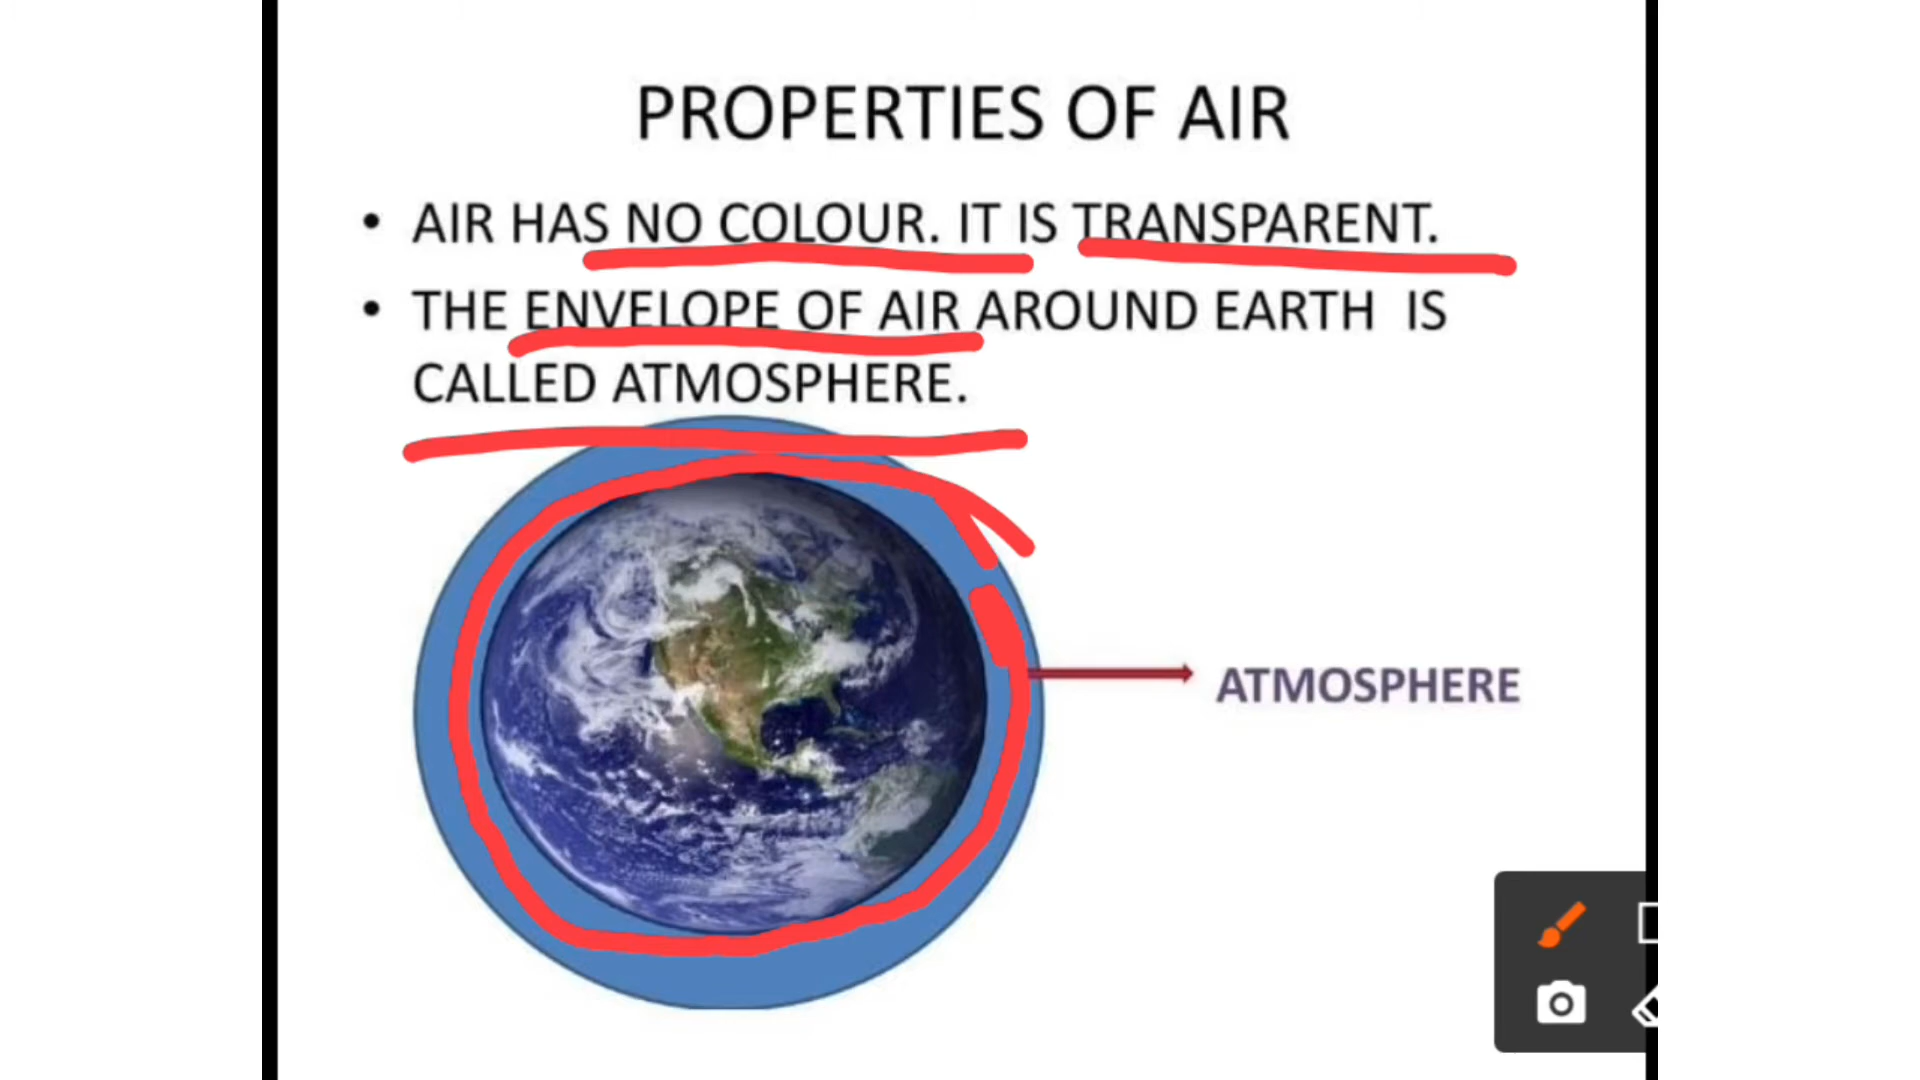 PROPERTIES OF AIR
• AIR HAS NO COLOUR. IT IS TRANSPARENT.
• THE ENVELOPE OF AIR AROUND EARTH IS
CALLED ATMOSPHERE.
ATMOSPHERE